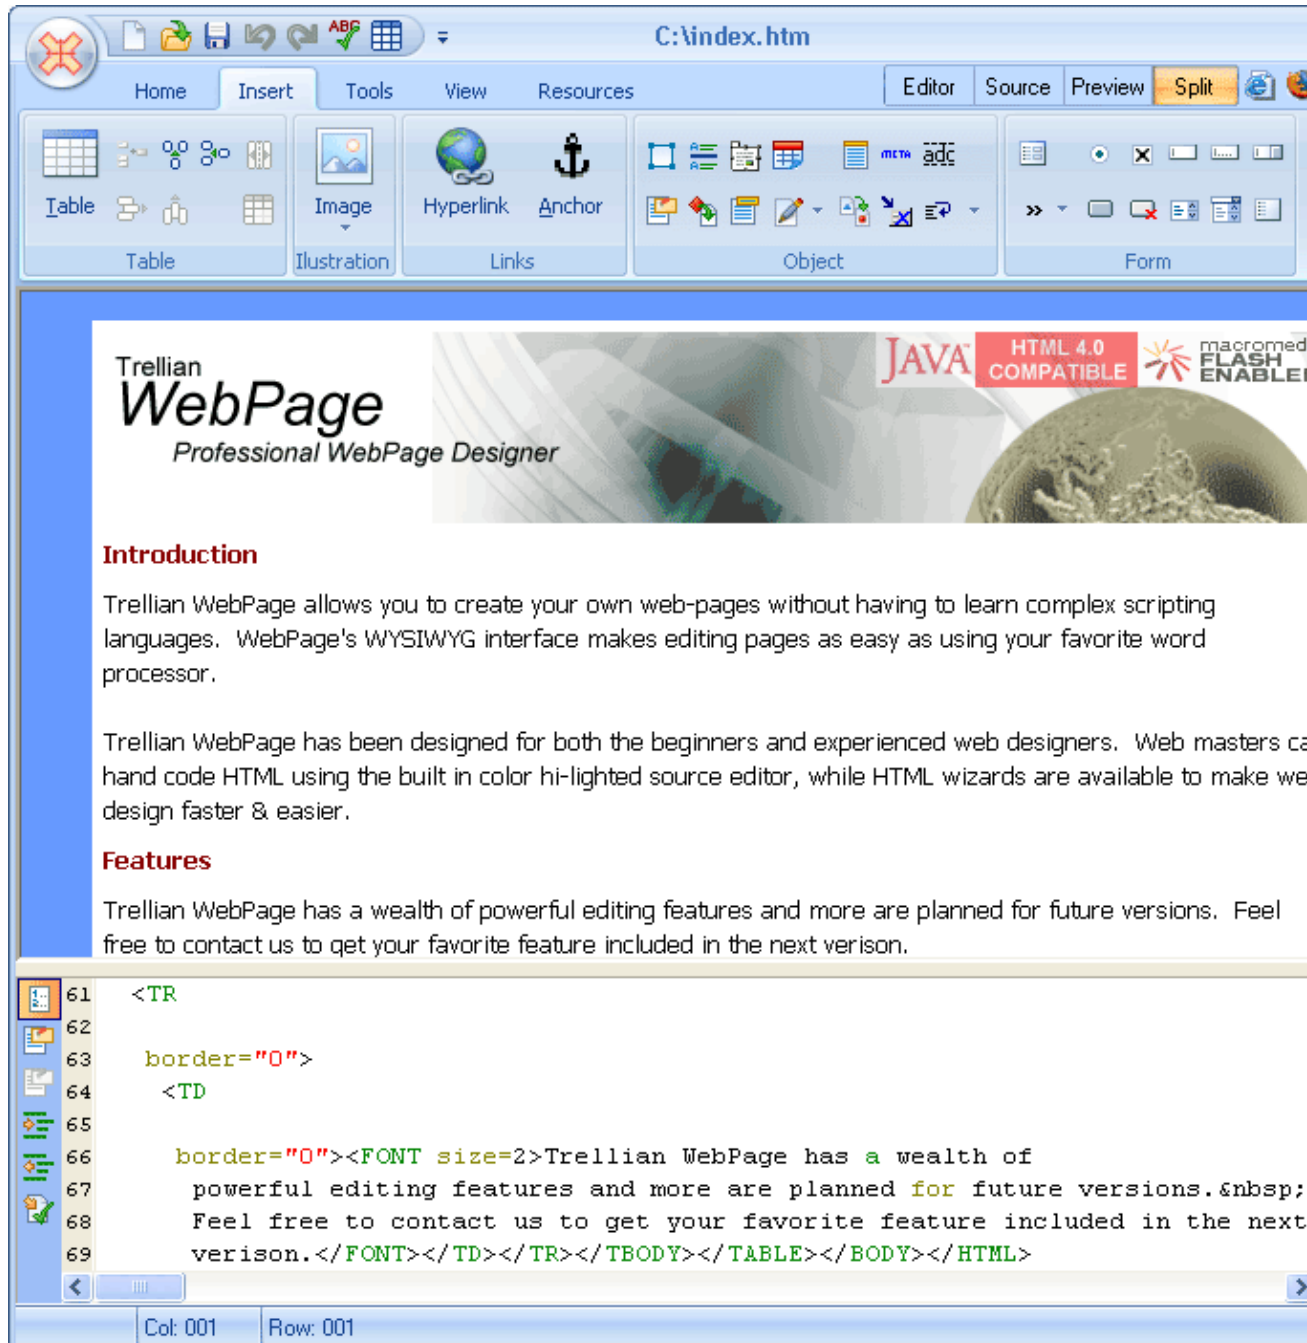 ABC
C:\index.htm
Home Insert Tools View Resources Editor Source Preview Split
META adc
Table Image Hyperlink Anchor
Table Ilustration Links Object Form
Trellian
WebPage
Professional WebPage Designer
JAVA
HTML 4.0
COMPATIBLE
macromed
FLASH
ENABLE
Introduction
Trellian WebPage allows you to create your own web-pages without having to learn complex scripting
languages. WebPage's WYSIWYG interface makes editing pages as easy as using your favorite word
processor.
Trellian WebPage has been designed for both the beginners and experienced web designers. Web masters ca
hand code HTML using the built in color hi-lighted source editor, while HTML wizards are available to make we
design faster & easier.
Features
Trellian WebPage has a wealth of powerful editing features and more are planned for future versions. Feel
free to contact us to get your favorite feature included in the next verison.
61 <TR
62
63 border="0">
64 <TD
65
66 border="0"><FONT size=2>Trellian WebPage has a wealth of
67 powerful editing features and more are planned for future versions.&nbsp;
68 Feel free to contact us to get your favorite feature included in the next
69 verison.</FONT></TD></TR></TBODY></TABLE></BODY></HTML>
Col: 001 Row: 001